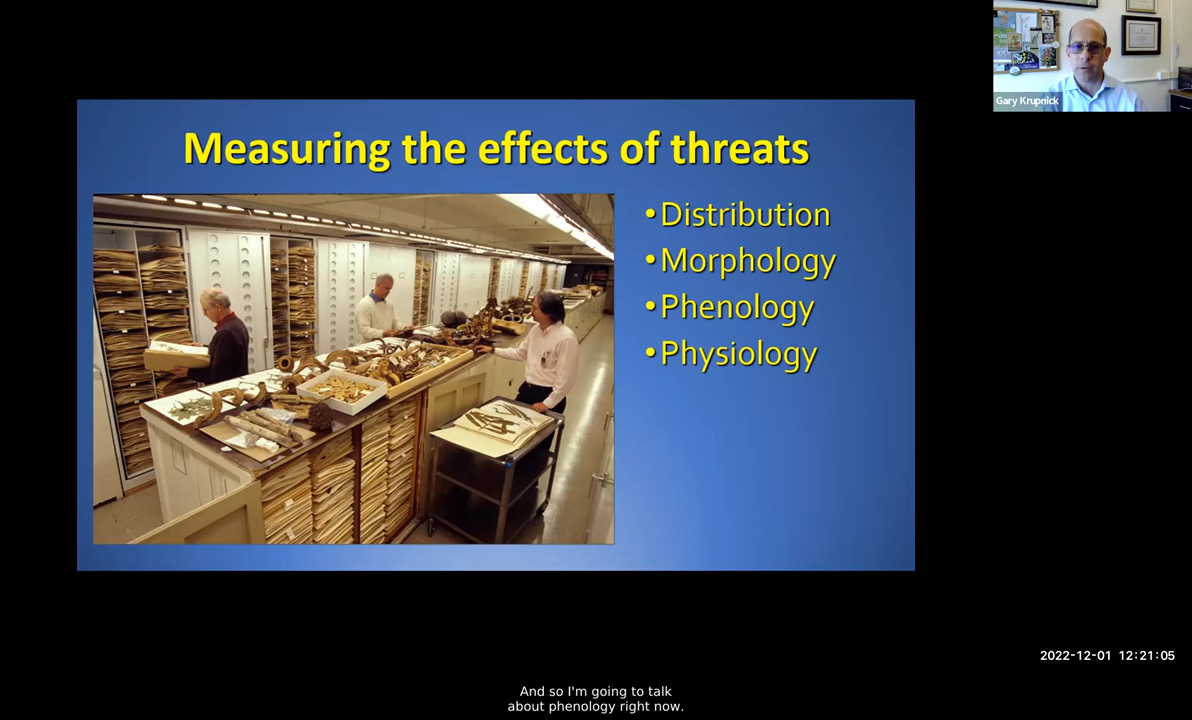 Gary Krupnick
Measuring the effects of threats
•Distribution
•Morphology
•Phenology
•Physiology
2022-12-01 12:21:05
And so I'm going to talk
about phenology right now.